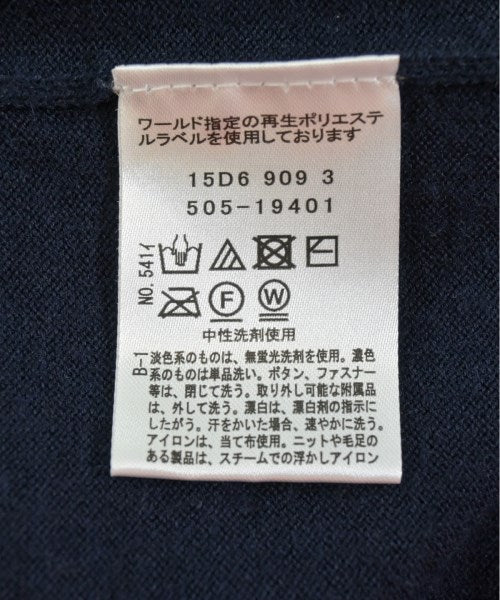 ワールド指定の再生ポリエステ
ルラベルを使用しております
15D6 909 3
505-19401
NO. 541イ
F
W
中性洗剤使用
B-1
淡色系のものは、無蛍光洗剤を使用。濃色
系のものは単品洗い。ボタン、ファスナー
等は、閉じて洗う。取り外し可能な附属品
は、外して洗う。漂白は、漂白剤の指示に
したがう。汗をかいた場合、速やかに洗う。
アイロンは、当て布使用。ニットや毛足の
ある製品は、スチームでの浮かしアイロン